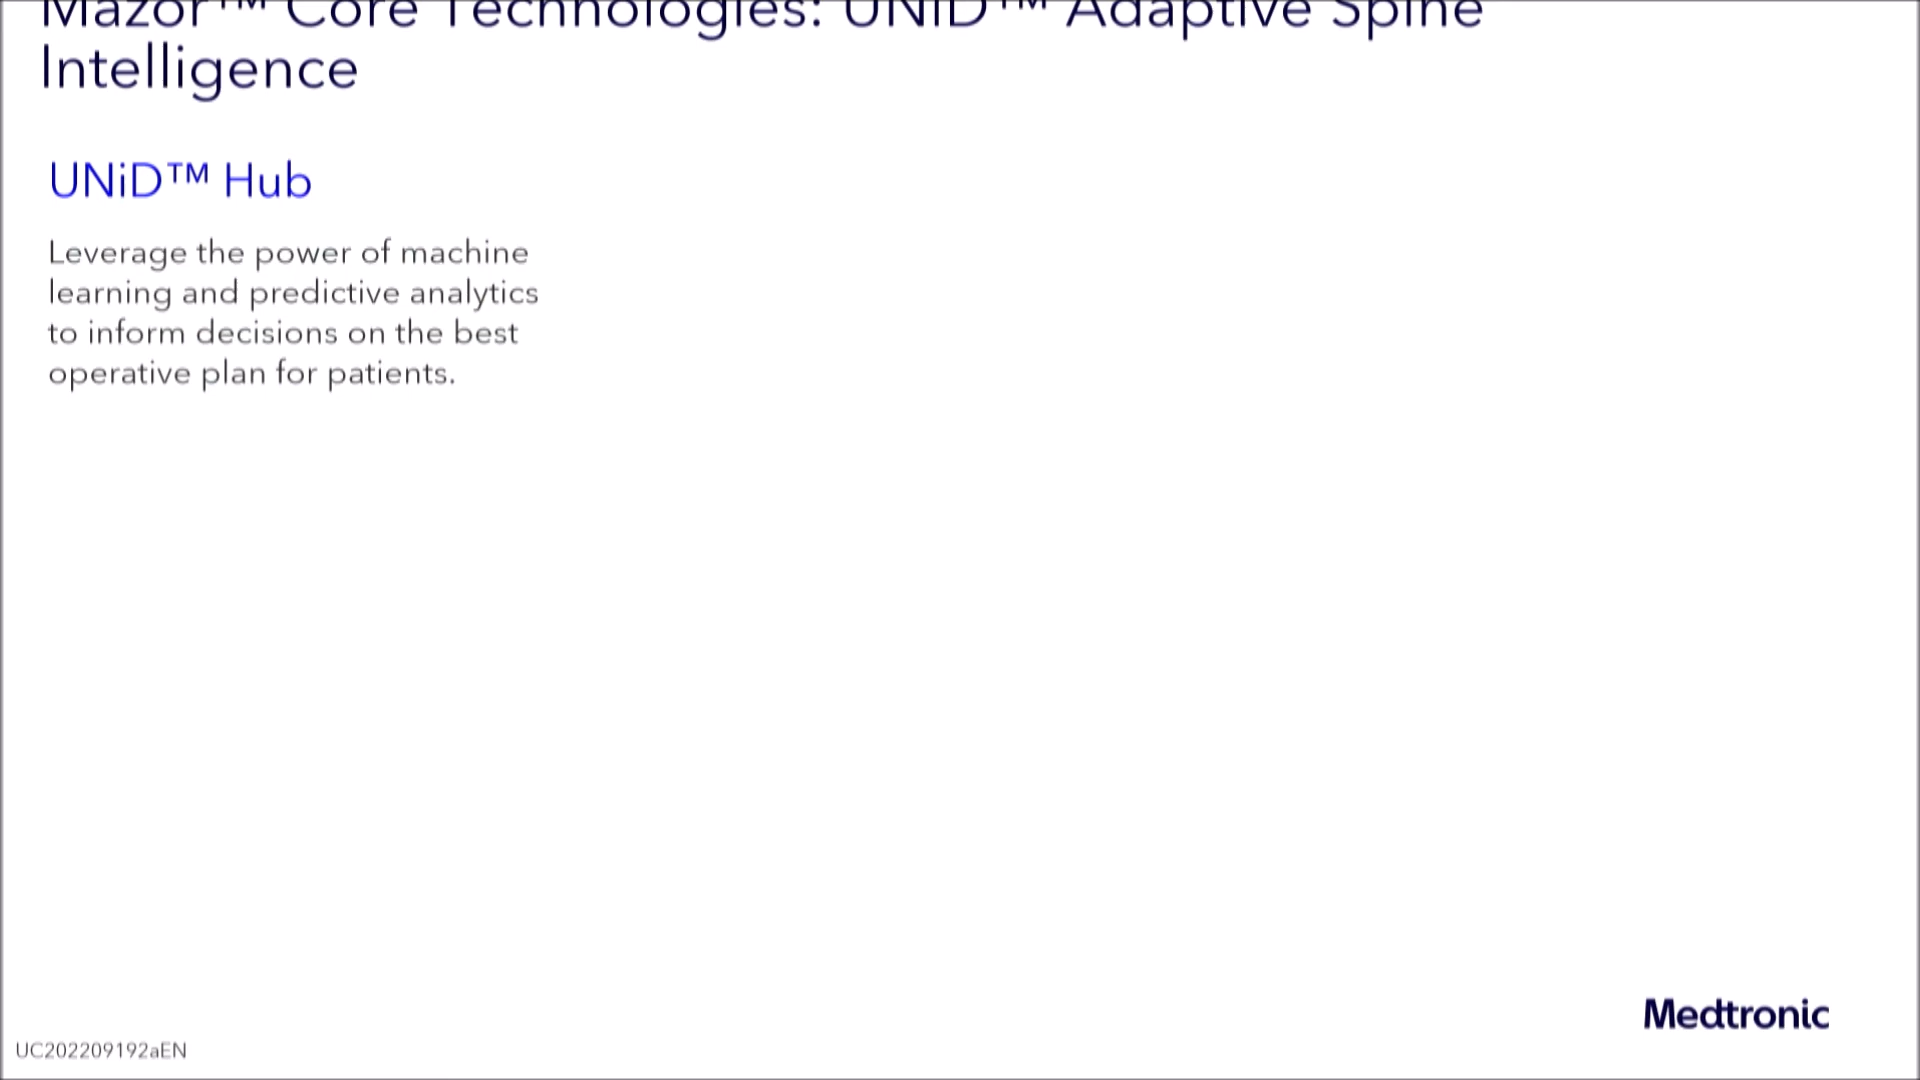 Mazor™ Core Technologies: UNiD™ Adaptive Spine
Intelligence
UNiD™ Hub
Leverage the power of machine
learning and predictive analytics
to inform decisions on the best
operative plan for patients.
Medtronic
UC202209192aEN